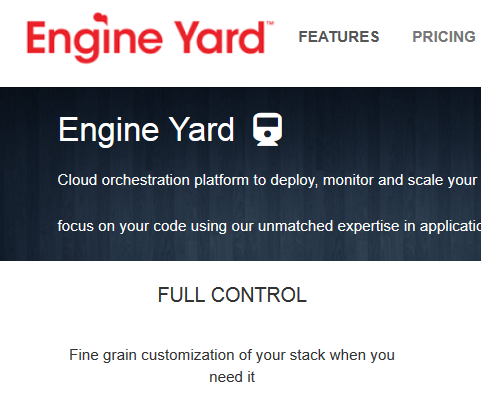 Engine Yard™ FEATURES PRICING
Engine Yard
Cloud orchestration platform to deploy, monitor and scale your
focus on your code using our unmatched expertise in applicatio
FULL CONTROL
Fine grain customization of your stack when you
need it